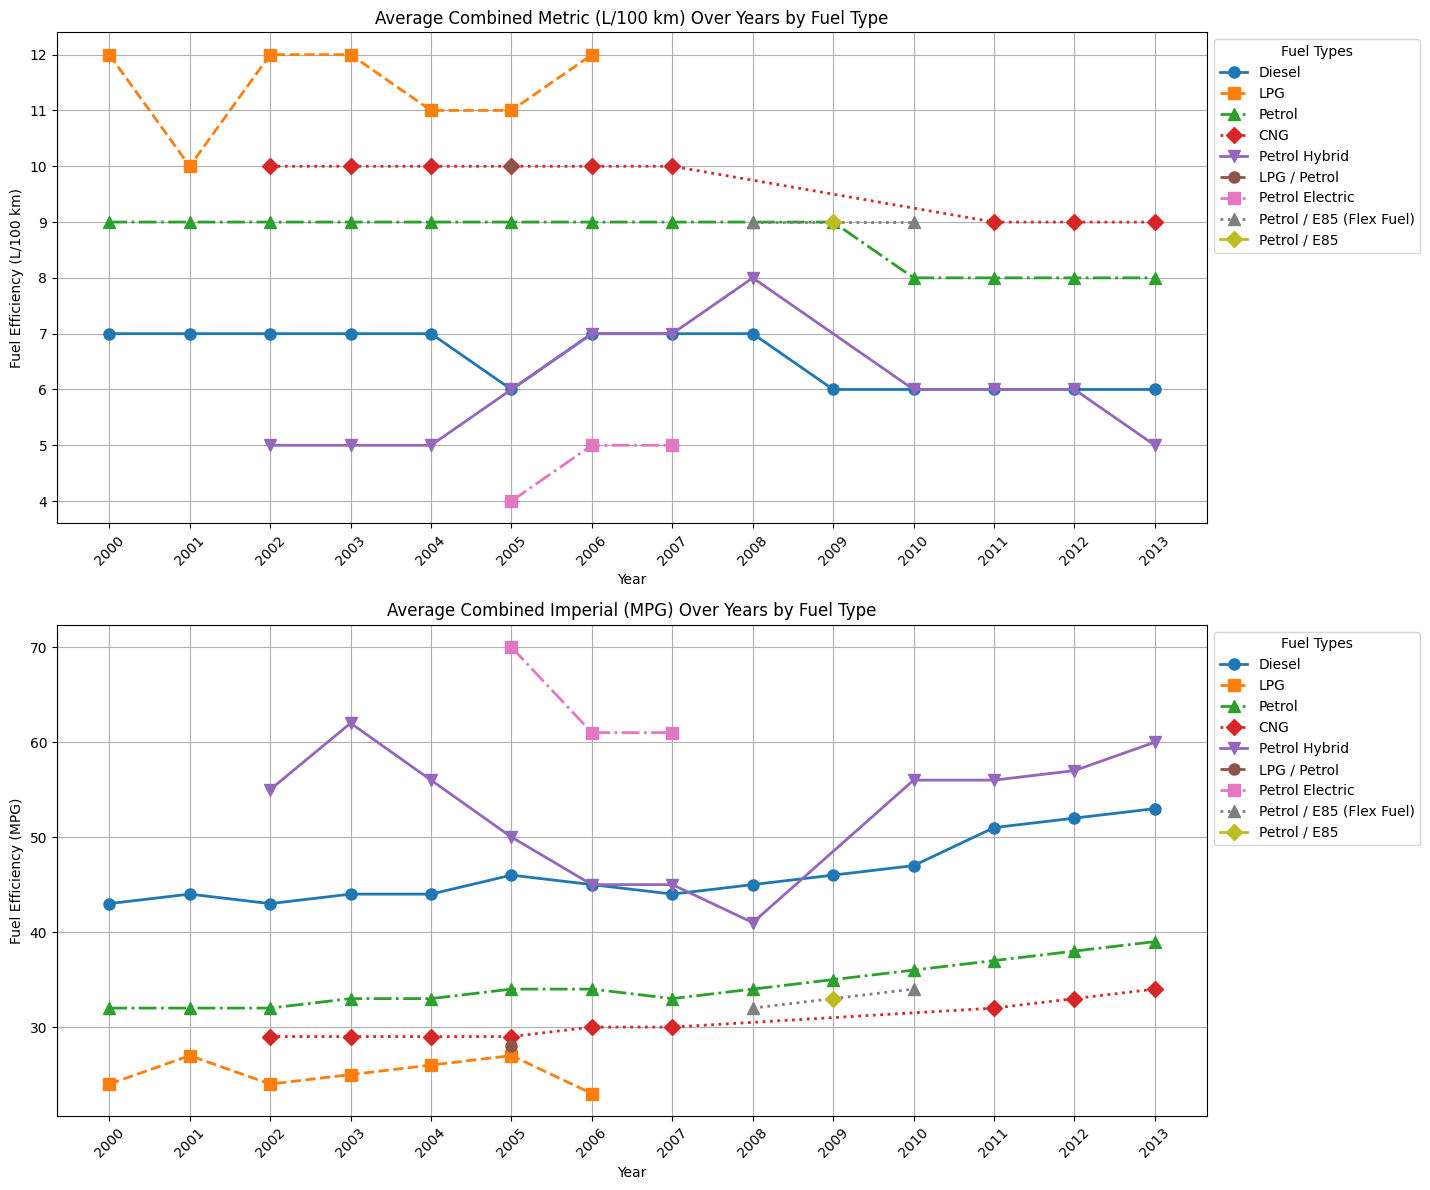 Average Combined Metric (L/100 km) Over Years by Fuel Type
Fuel Efficiency (L/100 km)
12
11
10
9
8
7
6
5
4
2000 2001 2002 2003 2004 2005 2006 2007 2008 2009 2010 2011 2012 2013
Year
Fuel Types
Diesel
LPG
Petrol
CNG
Petrol Hybrid
LPG / Petrol
Petrol Electric
Petrol / E85 (Flex Fuel)
Petrol / E85
Average Combined Imperial (MPG) Over Years by Fuel Type
Fuel Efficiency (MPG)
70
60
50
40
30
2000 2001 2002 2003 2004 2005 2006 2007 2008 2009 2010 2011 2012 2013
Year
Fuel Types
Diesel
LPG
Petrol
CNG
Petrol Hybrid
LPG / Petrol
Petrol Electric
Petrol / E85 (Flex Fuel)
Petrol / E85